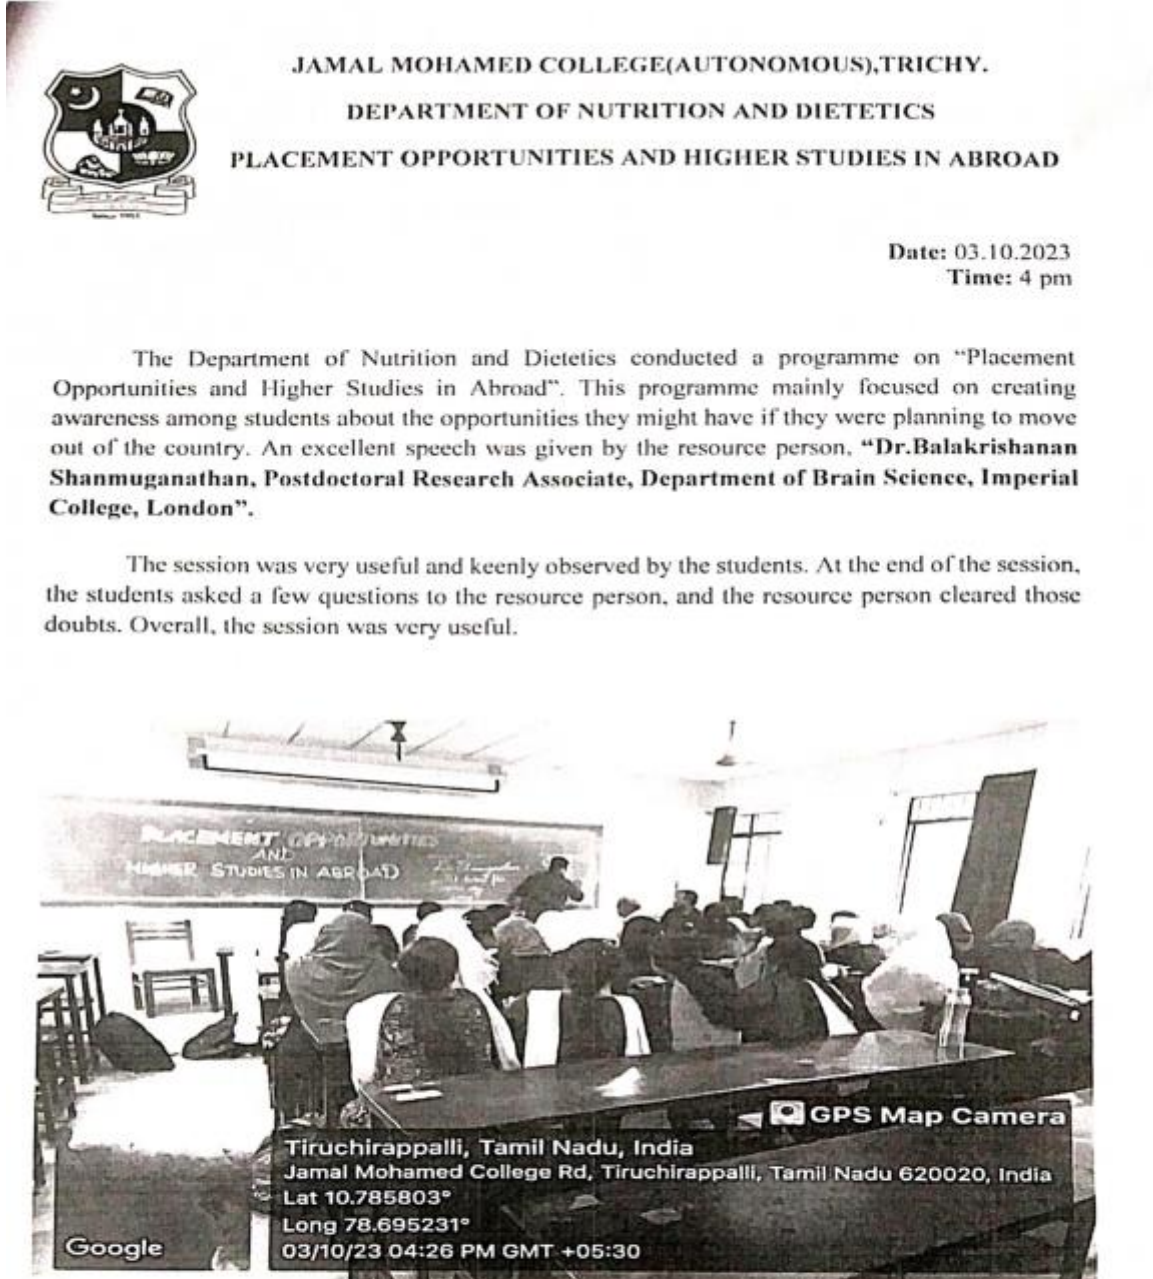 JAMAL MOHAMED COLLEGE(AUTONOMOUS),TRICHY.
DEPARTMENT OF NUTRITION AND DIETETICS
PLACEMENT OPPORTUNITIES AND HIGHER STUDIES IN ABROAD
Date: 03.10.2023
Time: 4 pm
The Department of Nutrition and Dietetics conducted a programme on “Placement
Opportunities and Higher Studies in Abroad”. This programme mainly focused on creating
awareness among students about the opportunities they might have if they were planning to move
out of the country. An excellent speech was given by the resource person, “Dr.Balakrishanan
Shanmuganathan, Postdoctoral Research Associate, Department of Brain Science, Imperial
College, London”.
The session was very useful and keenly observed by the students. At the end of the session,
the students asked a few questions to the resource person, and the resource person cleared those
doubts. Overall, the session was very useful.
PLACEMENT OPPORTUNITIES
AND
HIGHER STUDIES IN ABROAD
GPS Map Camera
Tiruchirappalli, Tamil Nadu, India
Jamal Mohamed College Rd, Tiruchirappalli, Tamil Nadu 620020, India
Lat 10.785803°
Long 78.695231°
03/10/23 04:26 PM GMT +05:30
Google